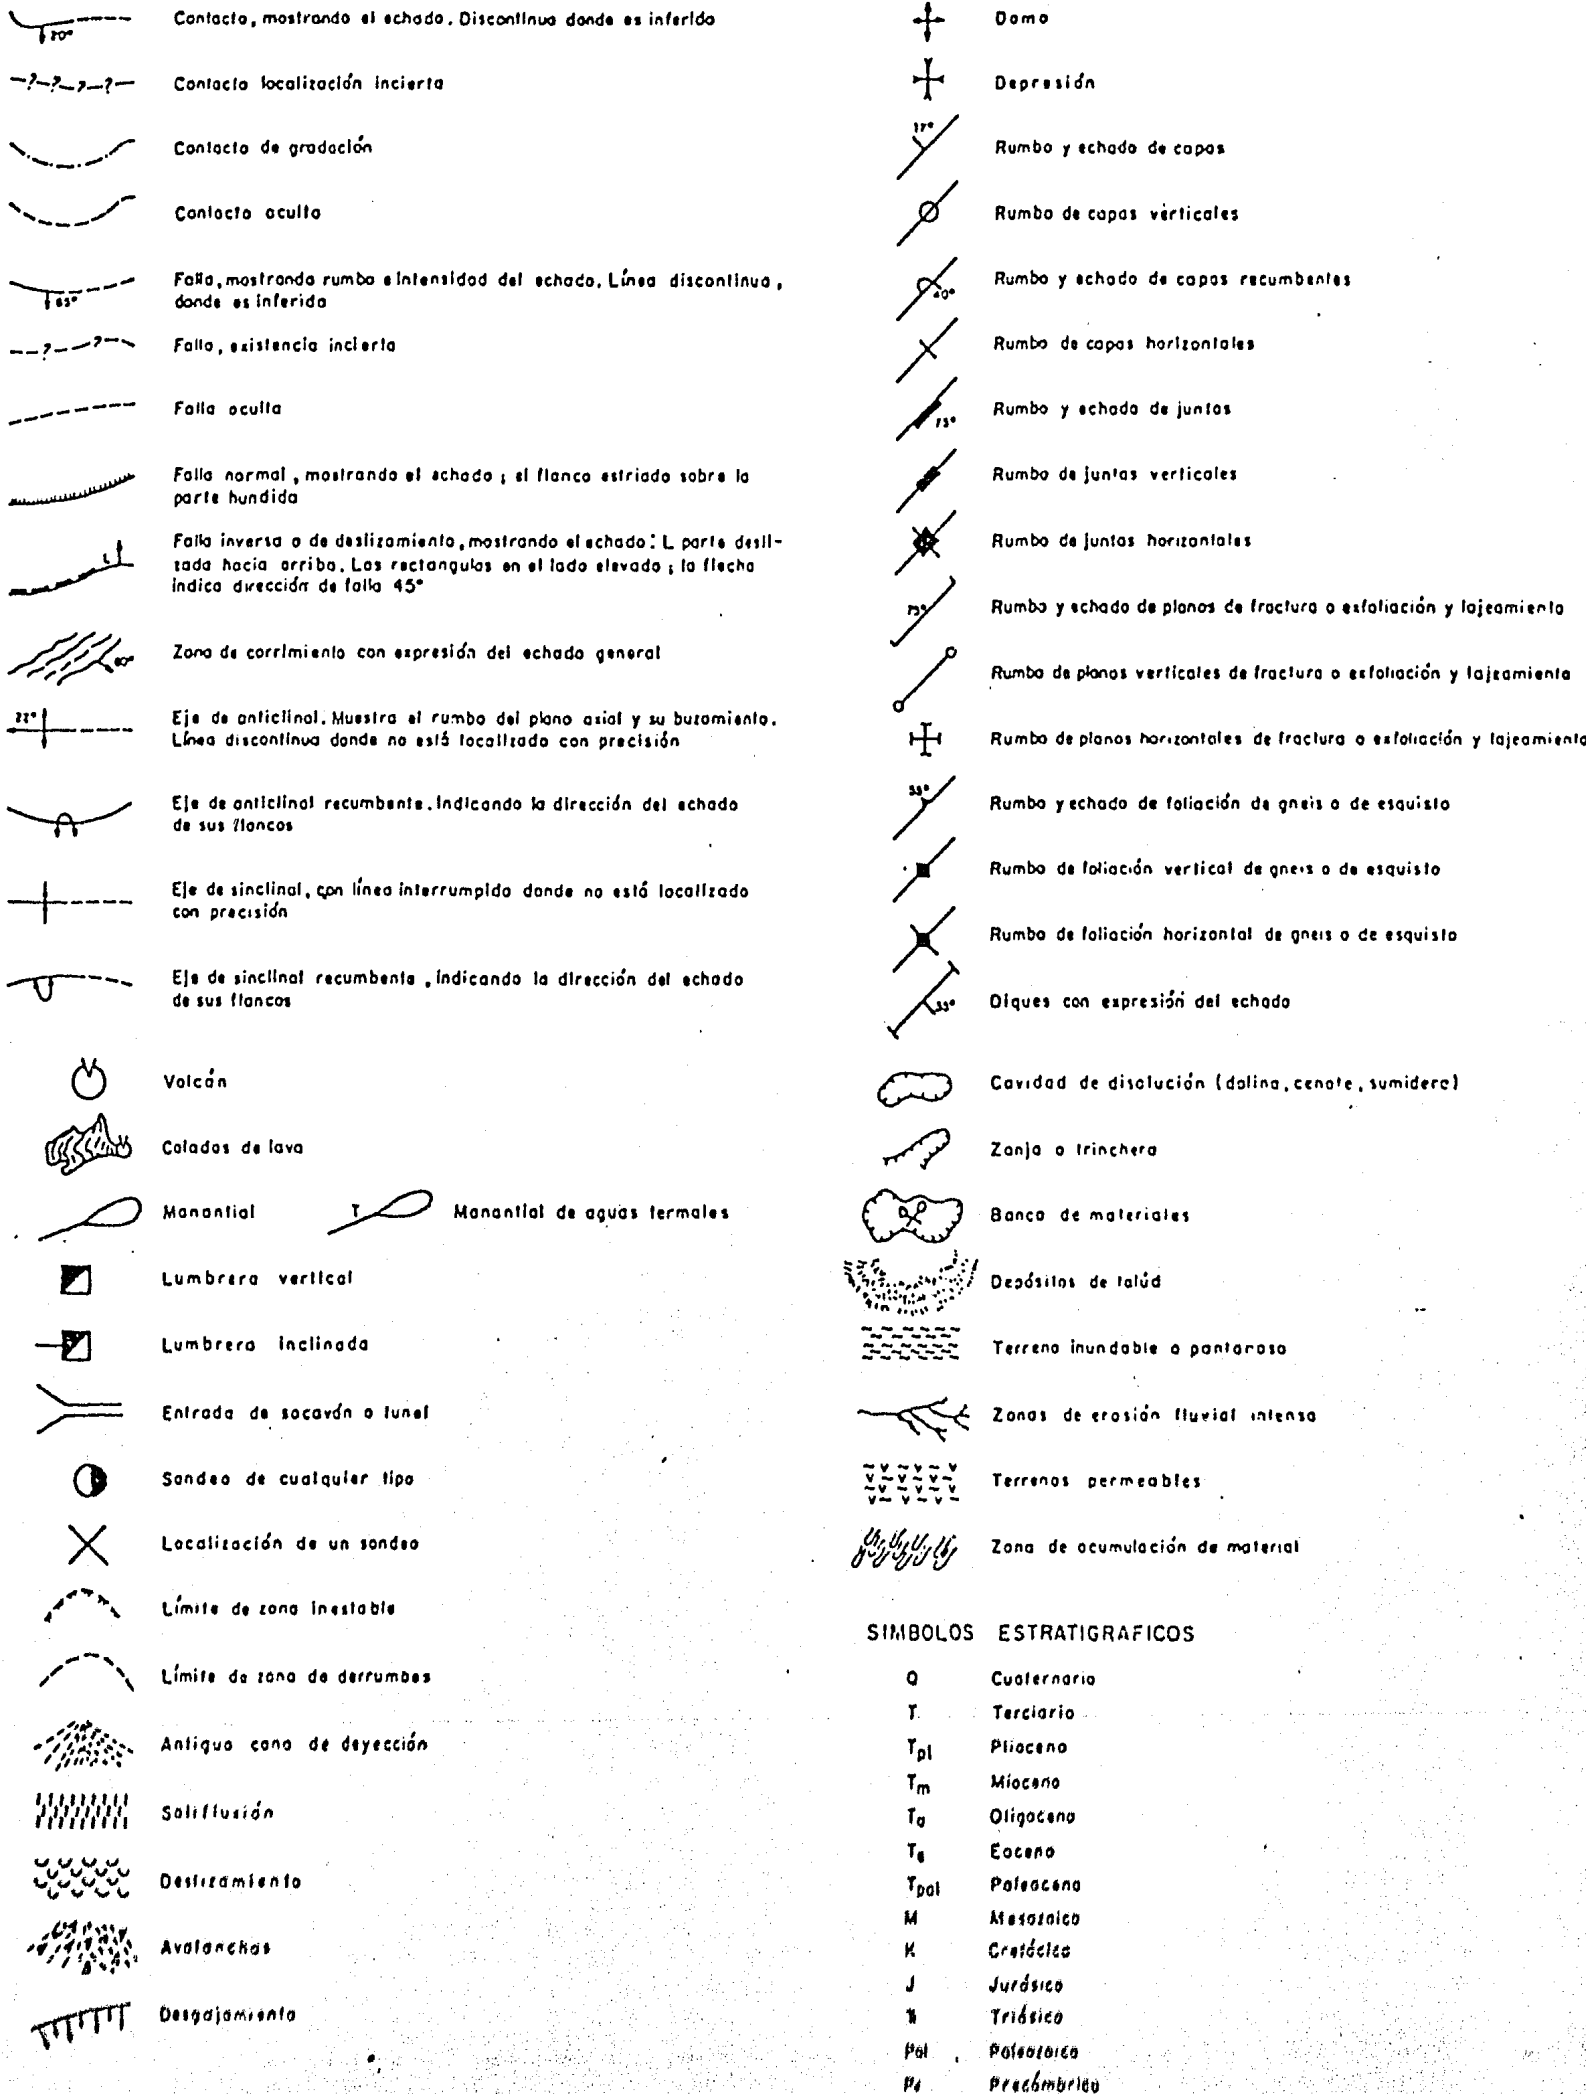 20°
Contacto, mostrando el echado. Discontinua donde es inferido
-?-?-?-?-
Contacto localización incierta
Contacto de gradación
Contacto oculto
65°
Falla, mostrando rumbo e intensidad del echado. Línea discontinua,
donde es inferida
--?--?--
Falla, existencia incierta
Falla oculta
Falla normal, mostrando el echado; el flanco estriado sobre la
parte hundida
L
Falla inversa o de deslizamiento, mostrando el echado: L parte desli-
zada hacia arriba. Los rectangulos en el lado elevado; la flecha
indica dirección de falla 45°
60°
Zona de corrimiento con expresión del echado general
22°
Eje de anticlinal. Muestra el rumbo del plano axial y su buzamiento.
Línea discontinua donde no está localizado con precisión
Eje de anticlinal recumbente. Indicando la dirección del echado
de sus flancos
Eje de sinclinal, con línea interrumpida donde no está localizado
con precisión
Eje de sinclinal recumbente, indicando la dirección del echado
de sus flancos
Volcán
Coladas de lava
Manantial
T
Manantial de aguas termales
Lumbrera vertical
Lumbrera inclinada
Entrada de socavón o tunel
Sondeo de cualquier tipo
Localización de un sondeo
Límite de zona inestable
Límite de zona de derrumbes
Antiguo cono de deyección
Soliflusión
Deslizamiento
Avalanchas
Desgajamiento
Domo
Depresión
17°
Rumbo y echado de capas
Rumbo de capas verticales
40°
Rumbo y echado de capas recumbentes
Rumbo de capas horizontales
75°
Rumbo y echado de juntas
Rumbo de juntas verticales
Rumbo de juntas horizontales
75°
Rumbo y echado de planos de fractura o exfoliación y lajeamiento
Rumbo de planos verticales de fractura o exfoliación y lajeamiento
Rumbo de planos horizontales de fractura o exfoliación y lajeamiento
35°
Rumbo y echado de foliación de gneis o de esquisto
Rumbo de foliación vertical de gneis o de esquisto
Rumbo de foliación horizontal de gneis o de esquisto
35°
Diques con expresión del echado
Cavidad de disolución (dolina, cenote, sumidero)
Zanja o trinchera
Banco de materiales
Depósitos de talúd
Terreno inundable o pantanoso
Zonas de erosión fluvial intensa
Terrenos permeables
Zona de acumulación de material
SIMBOLOS ESTRATIGRAFICOS
Q Cuaternario
T Terciario
Tpl Plioceno
Tm Mioceno
To Oligoceno
Te Eoceno
Tpal Paleoceno
M Mesozoico
K Cretácico
J Jurásico
Triásico
Pal Paleozoico
Precámbrico